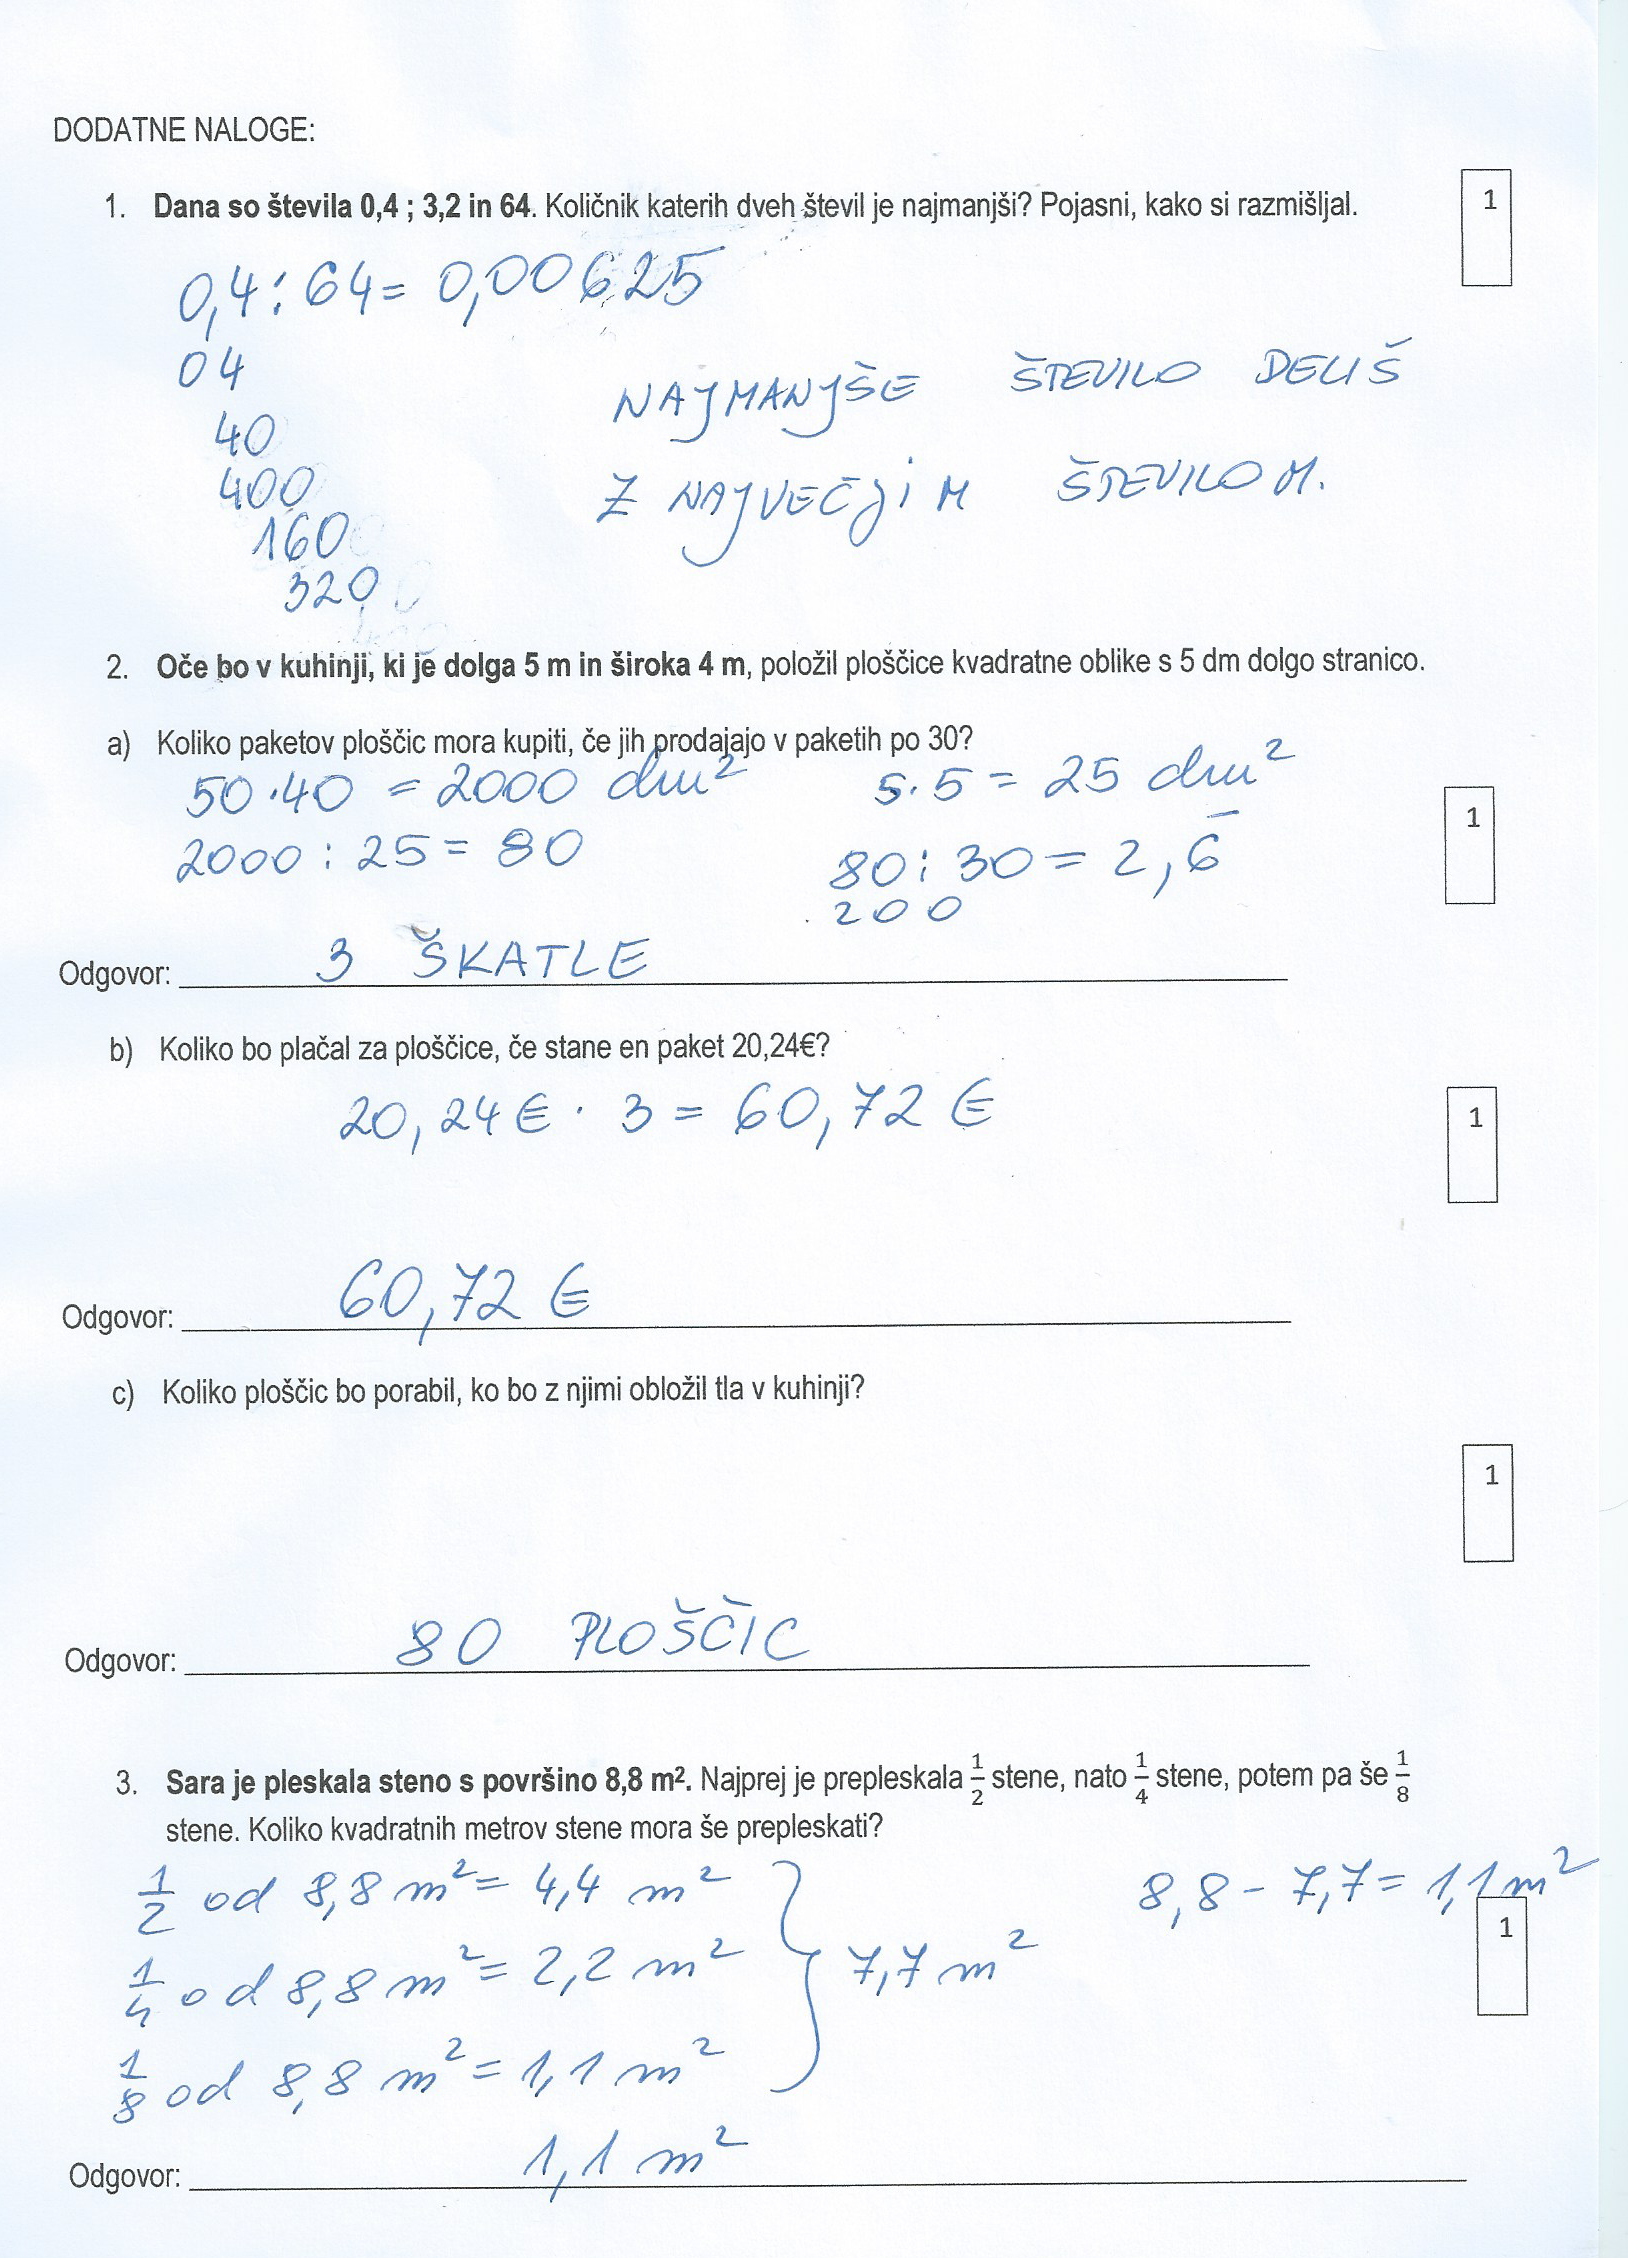 DODATNE NALOGE:
1. Dana so števila 0,4 ; 3,2 in 64. Količnik katerih dveh števil je najmanjši? Pojasni, kako si razmišljal.
1
0,4 : 64 = 0,00625
04
40
400
160
320
NAJMANJŠE ŠTEVILO DELIŠ
Z NAJVEČJIM ŠTEVILOM.
2. Oče bo v kuhinji, ki je dolga 5 m in široka 4 m, položil ploščice kvadratne oblike s 5 dm dolgo stranico.
a) Koliko paketov ploščic mora kupiti, če jih prodajajo v paketih po 30?
50 · 40 = 2000 dm² 5 · 5 = 25 dm²
2000 : 25 = 80 80 : 30 = 2,6̅
200
1
Odgovor: 3 ŠKATLE
b) Koliko bo plačal za ploščice, če stane en paket 20,24€?
20,24 € · 3 = 60,72 €
1
Odgovor: 60,72 €
c) Koliko ploščic bo porabil, ko bo z njimi obložil tla v kuhinji?
1
Odgovor: 80 PLOŠČIC
3. Sara je pleskala steno s površino 8,8 m². Najprej je prepleskala 1/2 stene, nato 1/4 stene, potem pa še 1/8
stene. Koliko kvadratnih metrov stene mora še prepleskati?
1/2 od 8,8 m² = 4,4 m² 8,8 - 7,7 = 1,1 m²
1
1/4 od 8,8 m² = 2,2 m² } 7,7 m²
1/8 od 8,8 m² = 1,1 m²
Odgovor: 1,1 m²